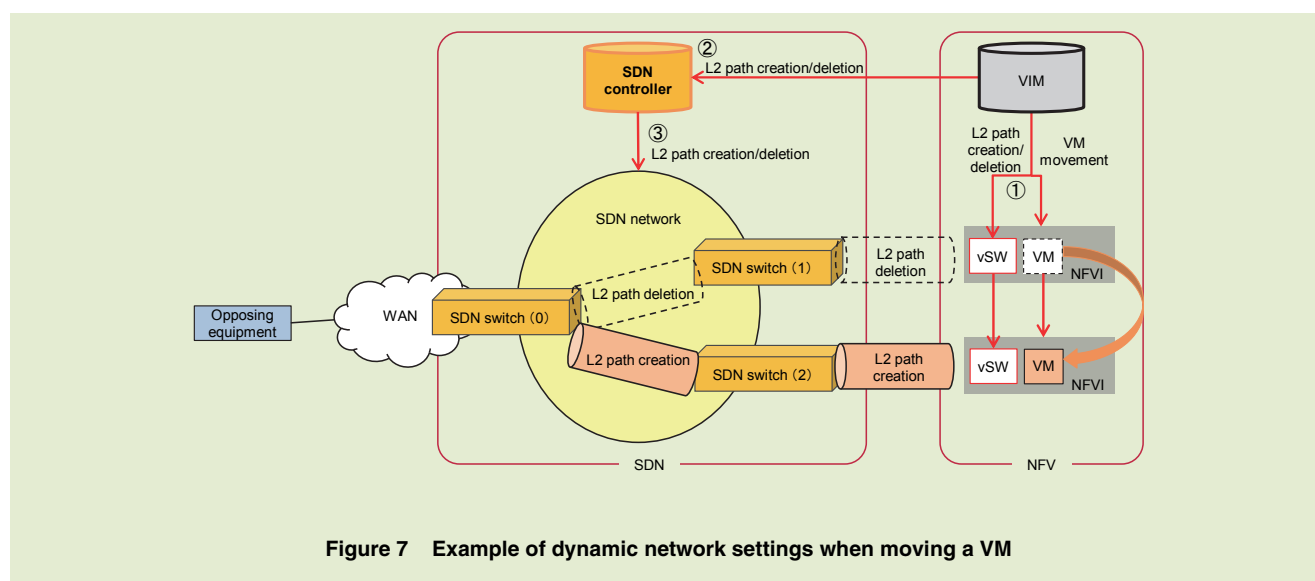 ②
L2 path creation/deletion
SDN
controller
VIM
③
L2 path creation/deletion
L2 path
creation/
deletion
VM
movement
①
SDN network
vSW
VM
NFVI
SDN switch (1)
L2 path
deletion
L2 path deletion
Opposing
equipment
WAN
SDN switch (0)
L2 path creation
SDN switch (2)
L2 path
creation
vSW
VM
NFVI
SDN
NFV
Figure 7 Example of dynamic network settings when moving a VM